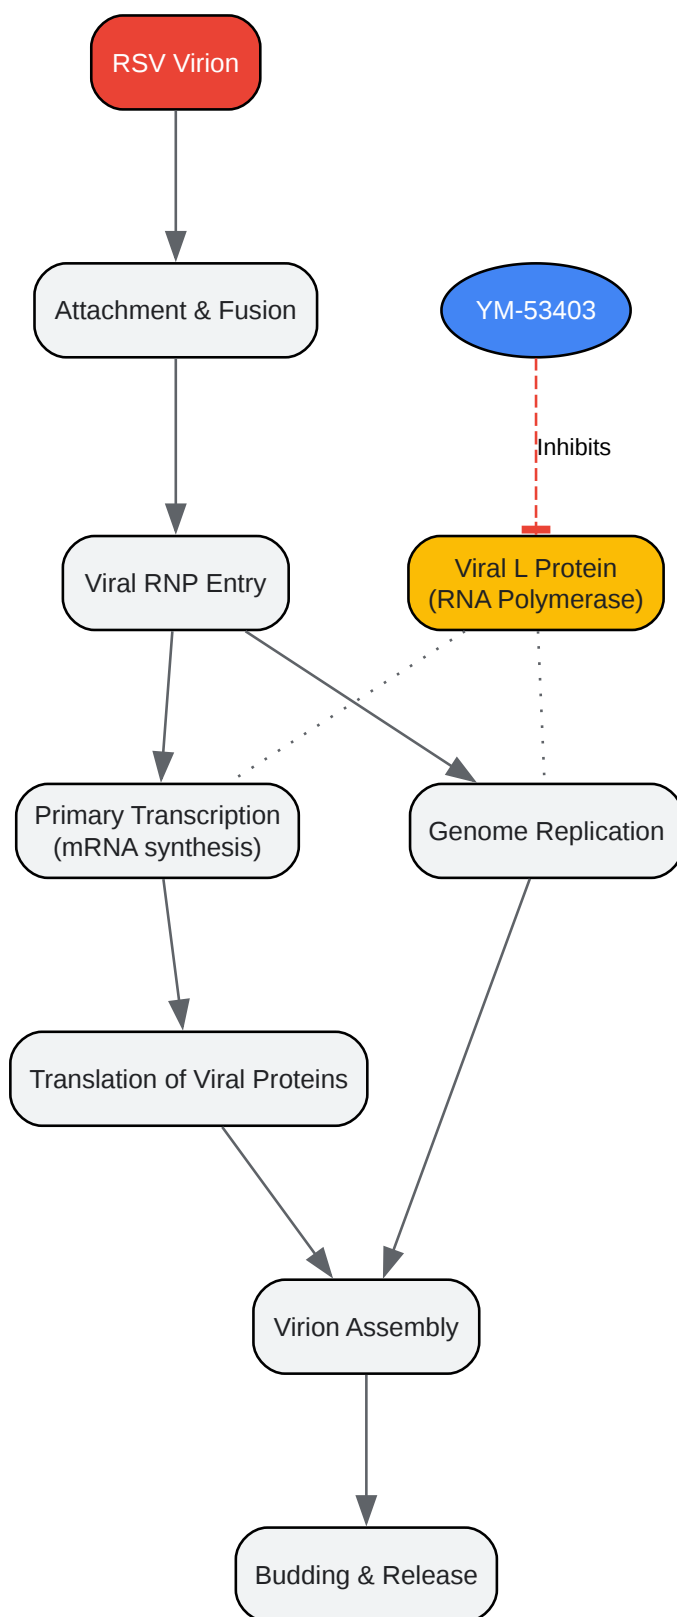 RSV Virion
Attachment & Fusion
YM-53403
Inhibits
Viral RNP Entry
Viral L Protein
(RNA Polymerase)
Primary Transcription
(mRNA synthesis)
Genome Replication
Translation of Viral Proteins
Virion Assembly
Budding & Release